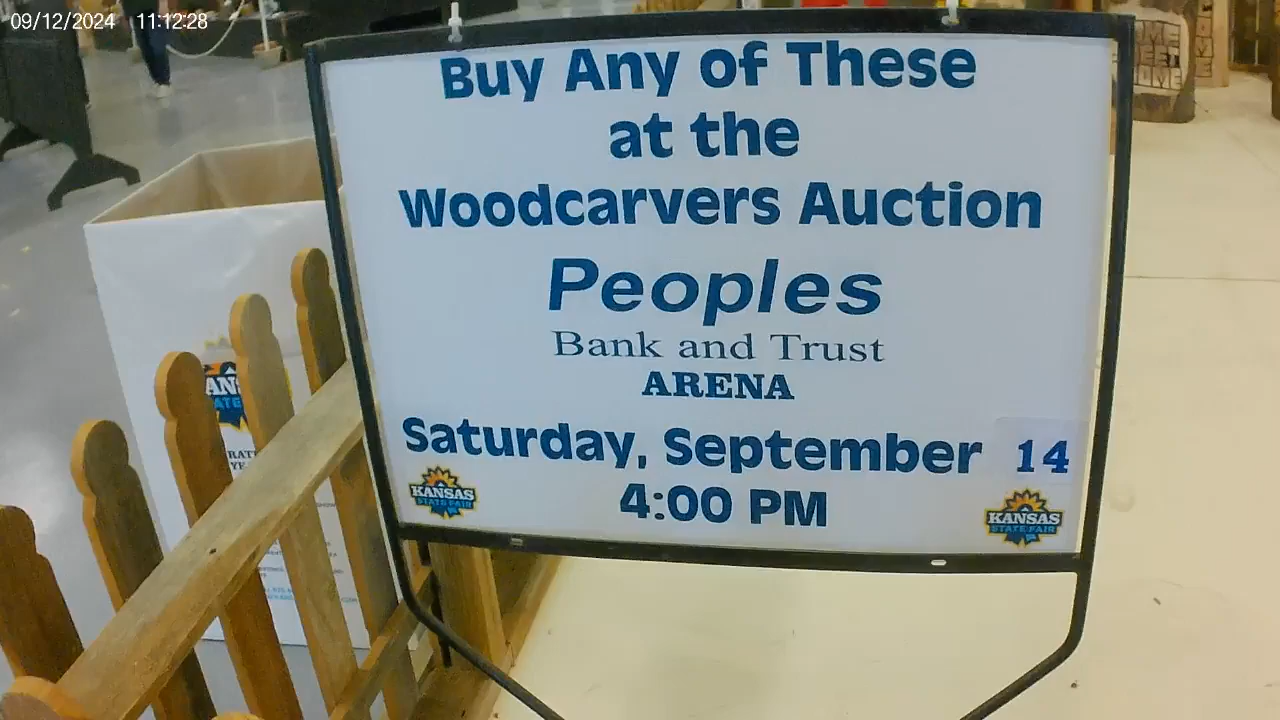 09/12/2024 11:12:28
Buy Any of These
at the
Woodcarvers Auction
Peoples
Bank and Trust
ARENA
Saturday, September 14
4:00 PM
KANSAS
STATE FAIR
KANSAS
STATE FAIR